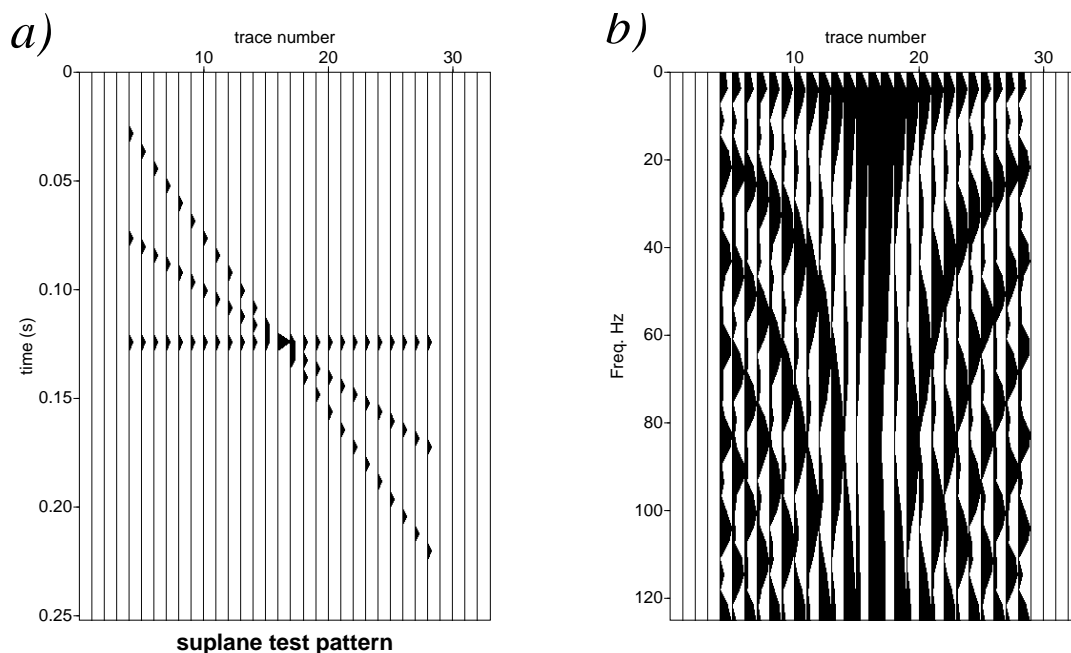 a)
trace number
10 20 30
0
0.05
0.10
0.15
0.20
0.25
time (s)
suplane test pattern
b)
trace number
10 20 30
0
20
40
60
80
100
120
Freq. Hz